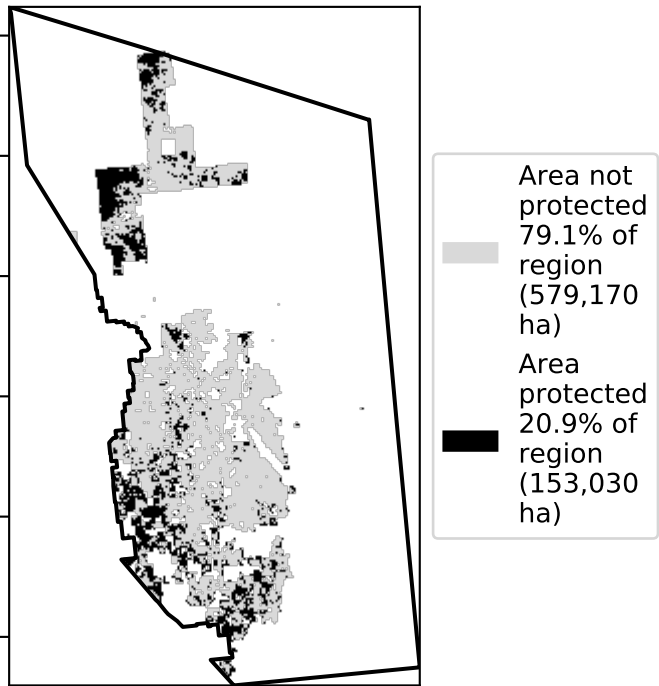 Area not
protected
79.1% of
region
(579,170
ha)
Area
protected
20.9% of
region
(153,030
ha)